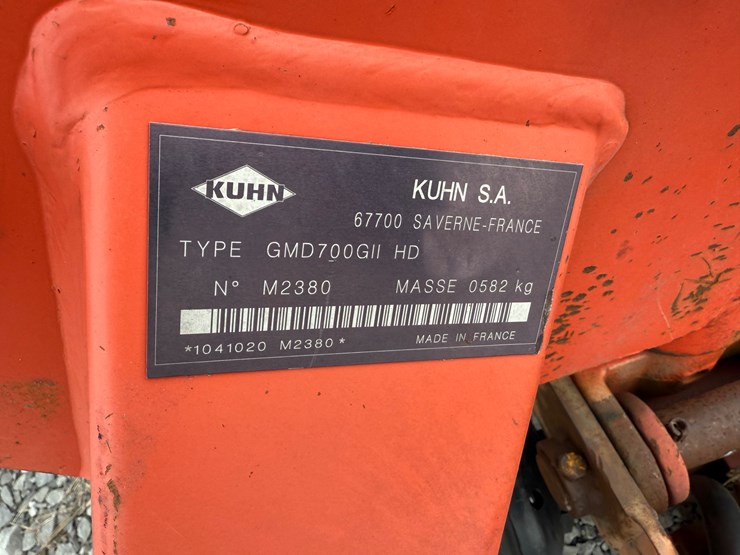 KUHN
KUHN S.A.
67700 SAVERNE-FRANCE
TYPE GMD700GII HD
N° M2380 MASSE 0582 kg
*1041020 M2380*
MADE IN FRANCE